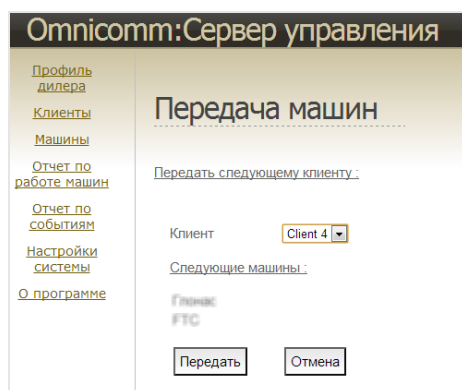 Omnicomm:Сервер управления
Профиль
дилера
Клиенты
Машины
Отчет по
работе машин
Отчет по
событиям
Настройки
системы
О программе
Передача машин
Передать следующему клиенту :
Клиент
Client 4
Следующие машины :
Глонас
FTC
Передать
Отмена